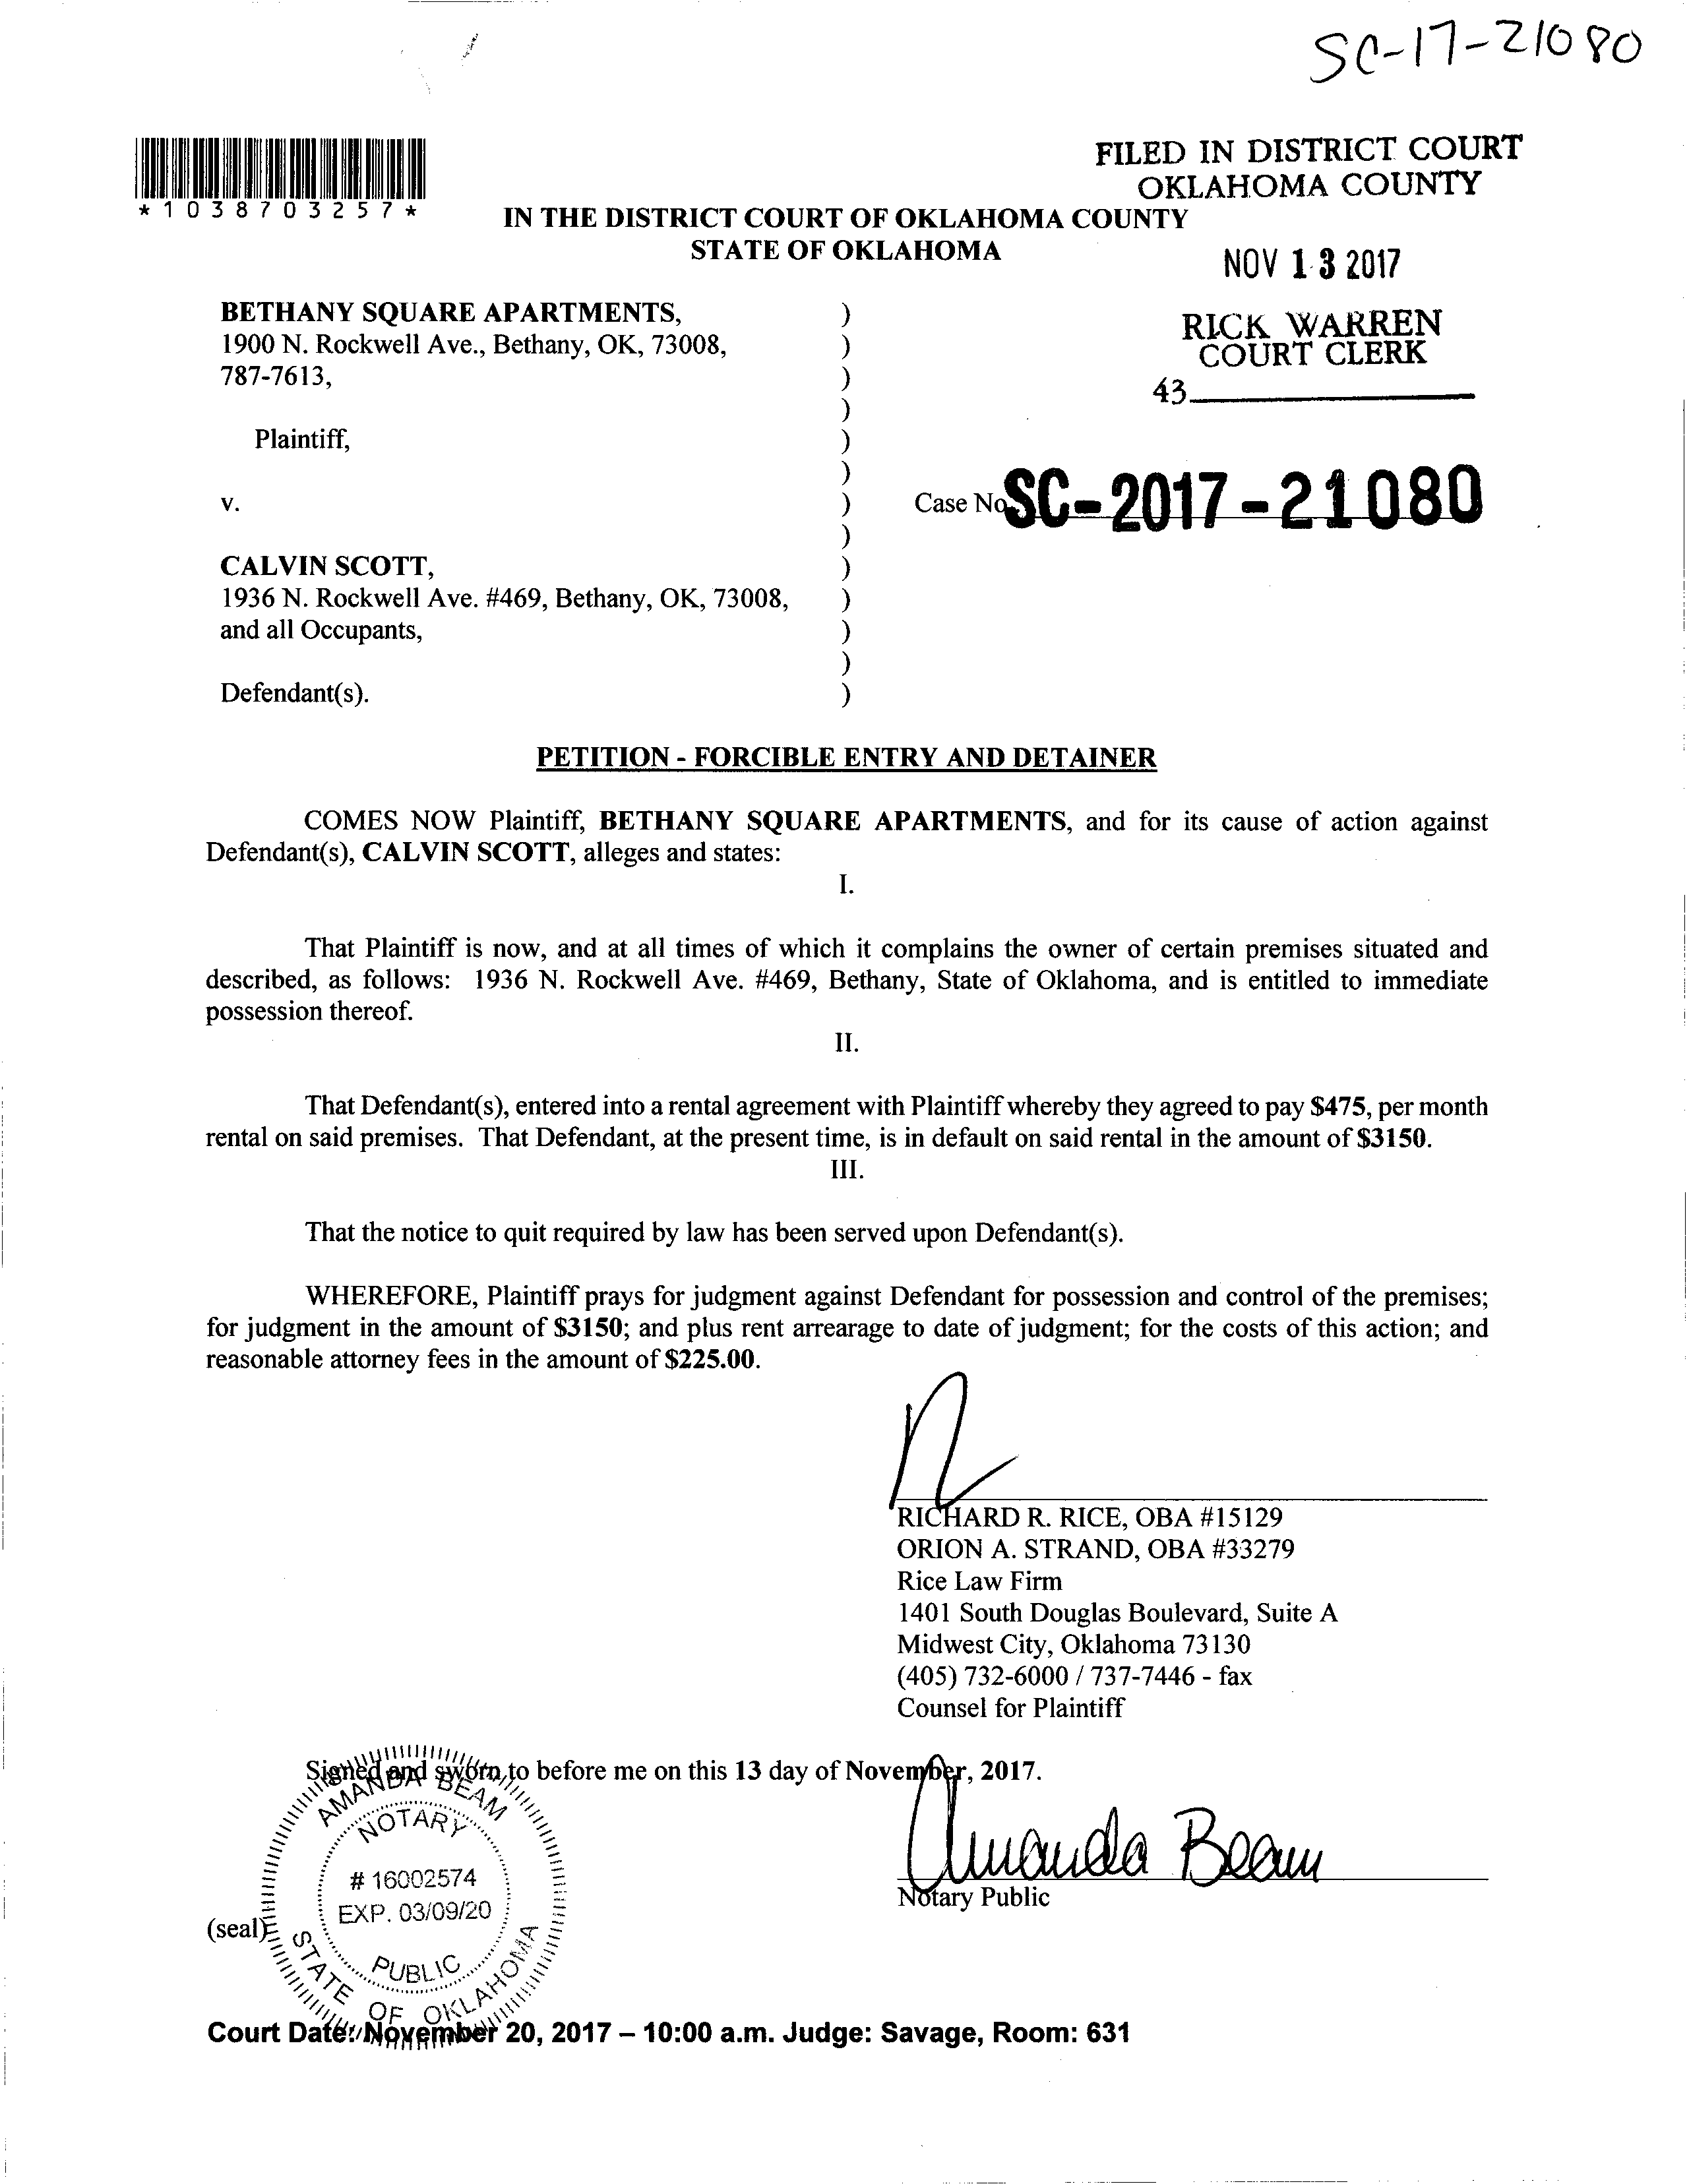 SC-17-21080
*1038703257*
FILED IN DISTRICT COURT
OKLAHOMA COUNTY
IN THE DISTRICT COURT OF OKLAHOMA COUNTY
STATE OF OKLAHOMA
NOV 13 2017
RICK WARREN
COURT CLERK
43
BETHANY SQUARE APARTMENTS, )
1900 N. Rockwell Ave., Bethany, OK, 73008, )
787-7613, )
)
Plaintiff, )
)
v. ) Case No. SC-2017-21080
)
CALVIN SCOTT, )
1936 N. Rockwell Ave. #469, Bethany, OK, 73008, )
and all Occupants, )
)
Defendant(s). )
PETITION - FORCIBLE ENTRY AND DETAINER
COMES NOW Plaintiff, BETHANY SQUARE APARTMENTS, and for its cause of action against
Defendant(s), CALVIN SCOTT, alleges and states:
I.
That Plaintiff is now, and at all times of which it complains the owner of certain premises situated and
described, as follows: 1936 N. Rockwell Ave. #469, Bethany, State of Oklahoma, and is entitled to immediate
possession thereof.
II.
That Defendant(s), entered into a rental agreement with Plaintiff whereby they agreed to pay $475, per month
rental on said premises. That Defendant, at the present time, is in default on said rental in the amount of $3150.
III.
That the notice to quit required by law has been served upon Defendant(s).
WHEREFORE, Plaintiff prays for judgment against Defendant for possession and control of the premises;
for judgment in the amount of $3150; and plus rent arrearage to date of judgment; for the costs of this action; and
reasonable attorney fees in the amount of $225.00.
RICHARD R. RICE, OBA #15129
ORION A. STRAND, OBA #33279
Rice Law Firm
1401 South Douglas Boulevard, Suite A
Midwest City, Oklahoma 73130
(405) 732-6000 / 737-7446 - fax
Counsel for Plaintiff
Signed and sworn to before me on this 13 day of November, 2017.
AMANDA BEAM
NOTARY
# 16002574
EXP. 03/09/20
PUBLIC
STATE OF OKLAHOMA
Amanda Beam
Notary Public
(seal)
Court Date: November 20, 2017 – 10:00 a.m. Judge: Savage, Room: 631